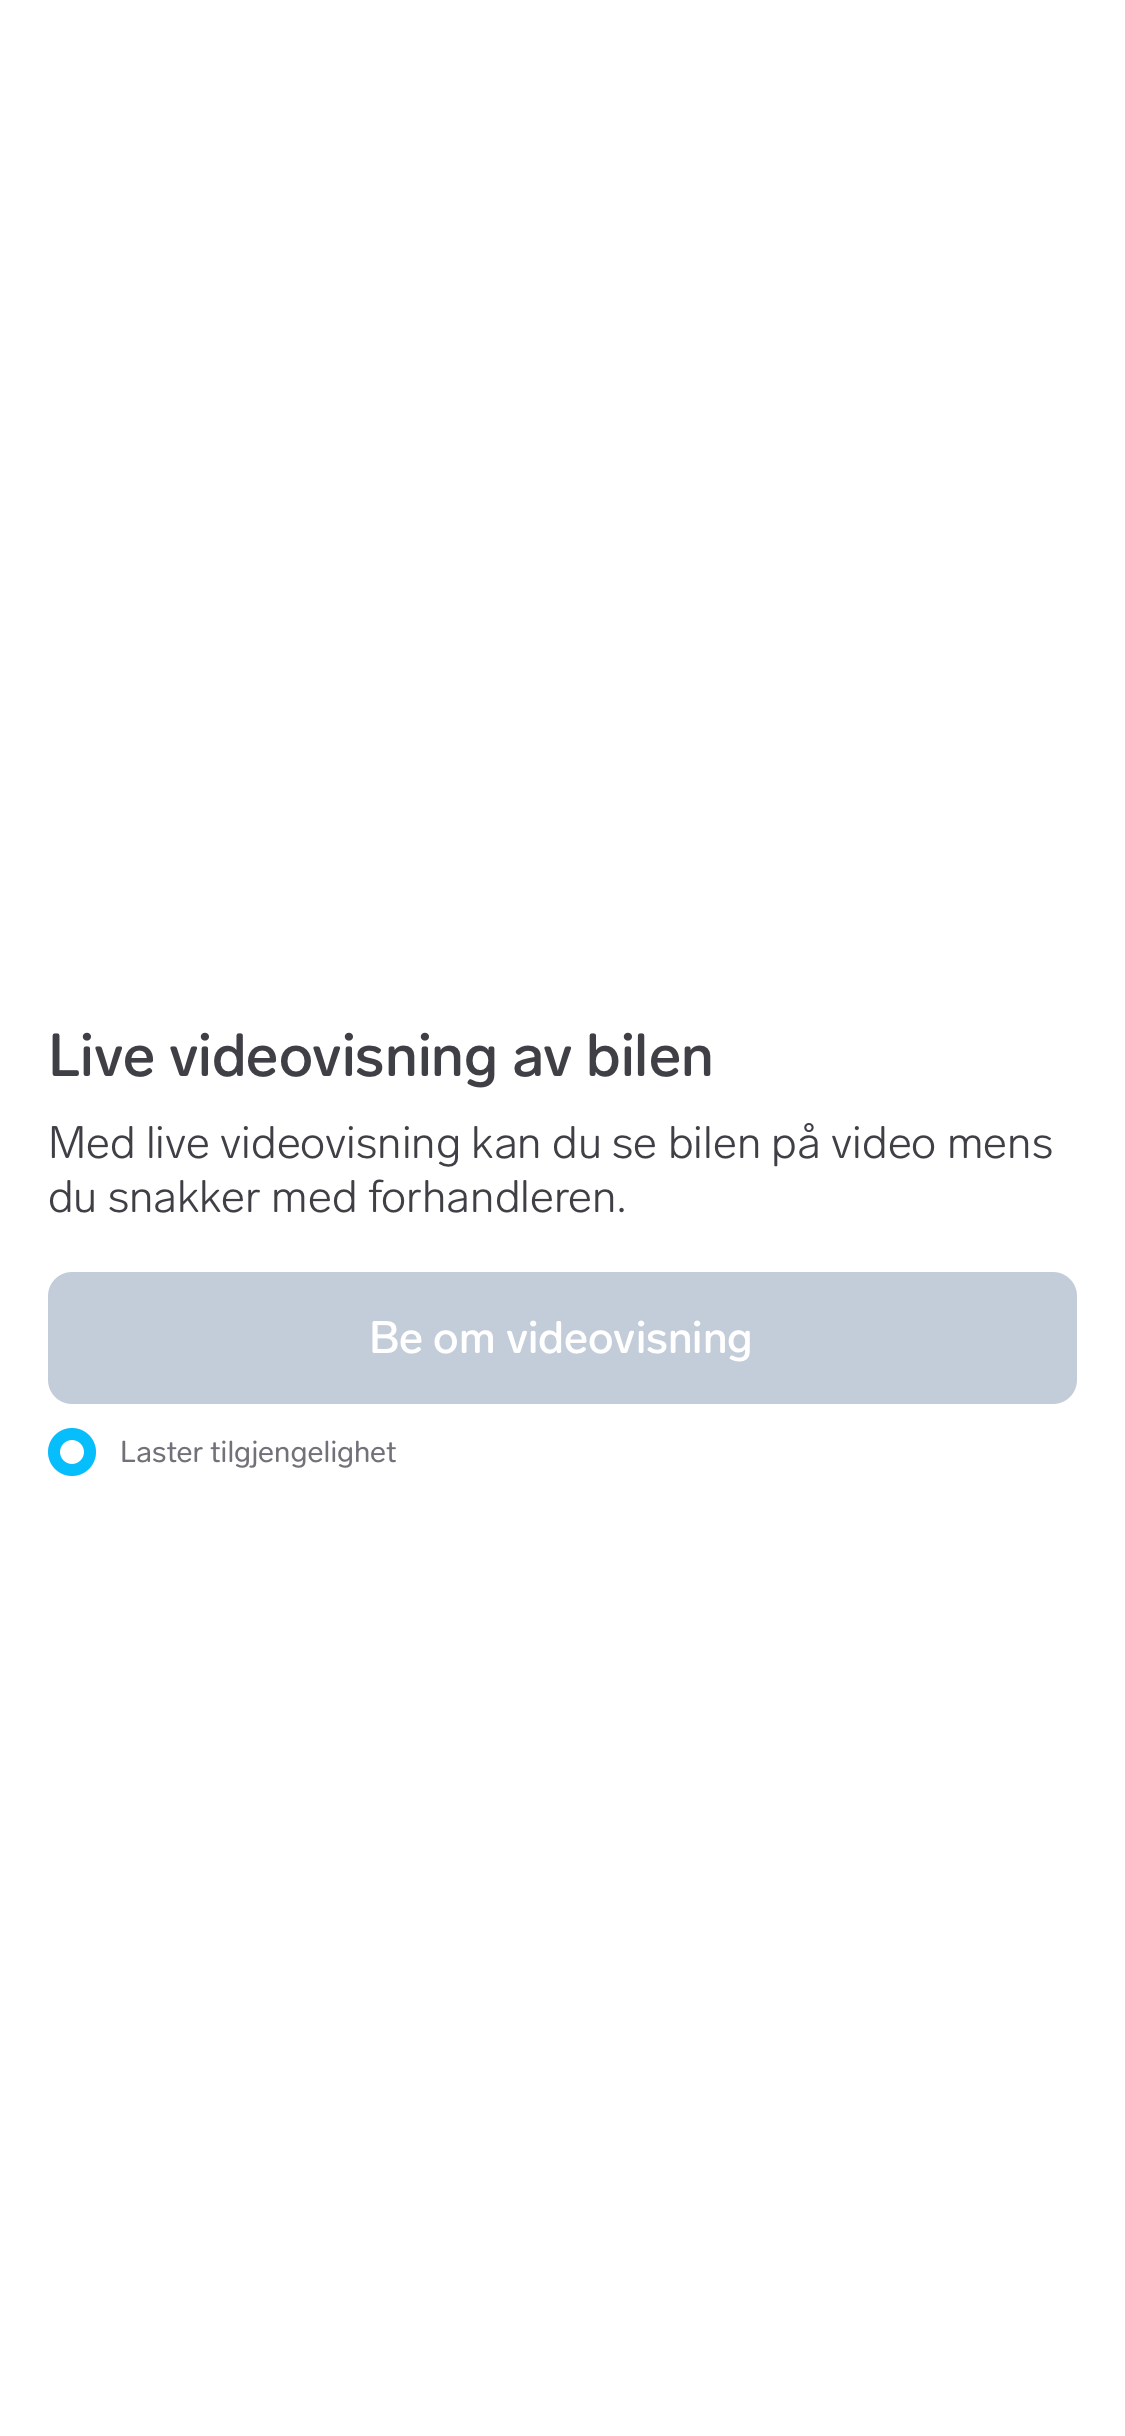 Live videovisning av bilen
Med live videovisning kan du se bilen på video mens
du snakker med forhandleren.
Be om videovisning
Laster tilgjengelighet